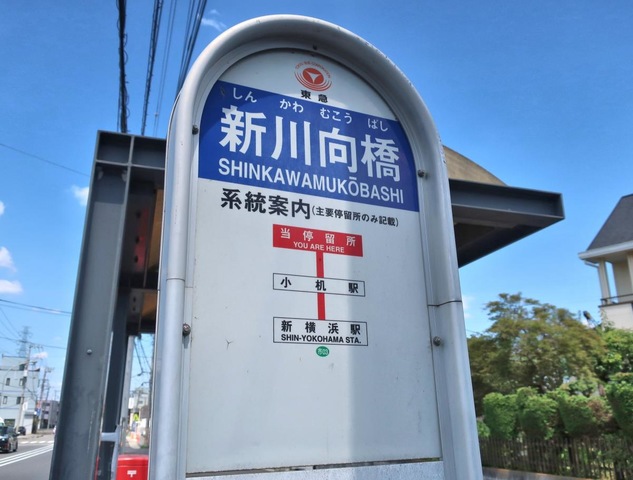 東急
しん かわ むこう ばし
新川向橋
SHINKAWAMUKŌBASHI
系統案内(主要停留所のみ記載)
当停留所
YOU ARE HERE
小机駅
新横浜駅
SHIN-YOKOHAMA STA.